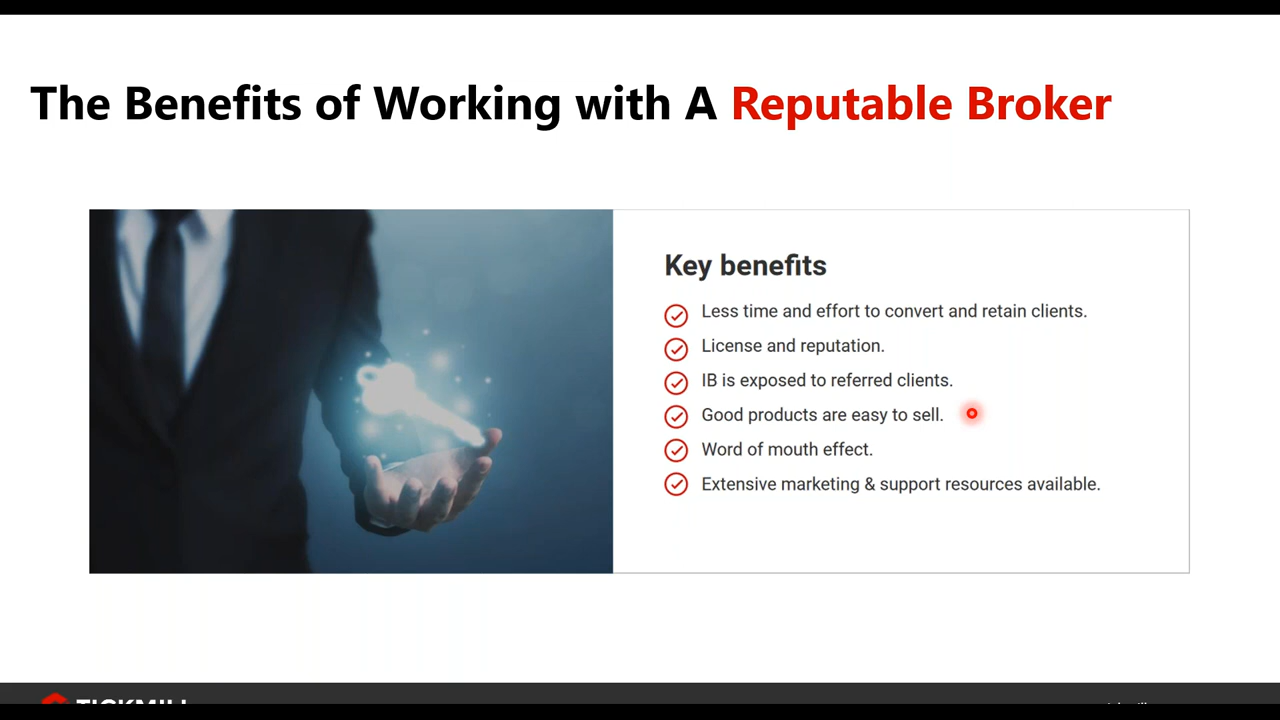 The Benefits of Working with A Reputable Broker
Key benefits
Less time and effort to convert and retain clients.
License and reputation.
IB is exposed to referred clients.
Good products are easy to sell.
Word of mouth effect.
Extensive marketing & support resources available.
TICKMILL